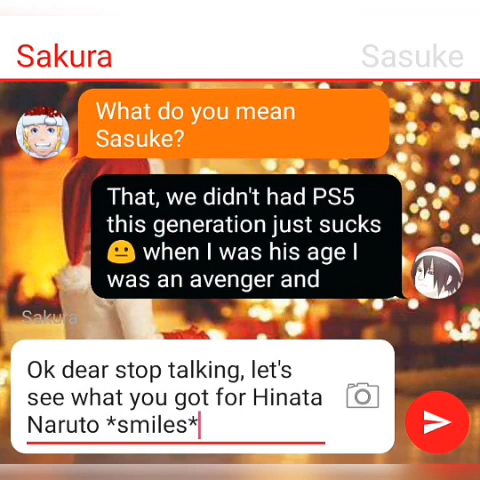 Sakura
Sasuke
What do you mean
Sasuke?
That, we didn't had PS5
this generation just sucks
😐 when I was his age I
was an avenger and
Sakura
Ok dear stop talking, let's
see what you got for Hinata
Naruto *smiles*